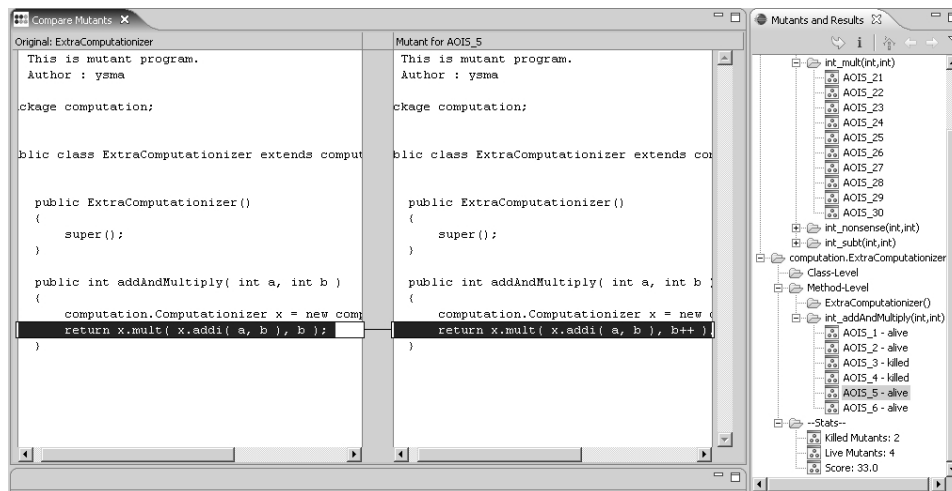 Compare Mutants
Original: ExtraComputationizer
This is mutant program.
Author : ysma
ckage computation;
blic class ExtraComputationizer extends comput
public ExtraComputationizer()
{
super();
}
public int addAndMultiply( int a, int b )
{
computation.Computationizer x = new comp
return x.mult( x.addi( a, b ), b );
}
Mutant for AOIS_5
This is mutant program.
Author : ysma
ckage computation;
blic class ExtraComputationizer extends com
public ExtraComputationizer()
{
super();
}
public int addAndMultiply( int a, int b
{
computation.Computationizer x = new c
return x.mult( x.addi( a, b ), b++ )
}
Mutants and Results
int_mult(int,int)
AOIS_21
AOIS_22
AOIS_23
AOIS_24
AOIS_25
AOIS_26
AOIS_27
AOIS_28
AOIS_29
AOIS_30
int_nonsense(int,int)
int_subt(int,int)
computation.ExtraComputationizer
Class-Level
Method-Level
ExtraComputationizer()
int_addAndMultiply(int,int)
AOIS_1 - alive
AOIS_2 - alive
AOIS_3 - killed
AOIS_4 - killed
AOIS_5 - alive
AOIS_6 - alive
--Stats--
Killed Mutants: 2
Live Mutants: 4
Score: 33.0